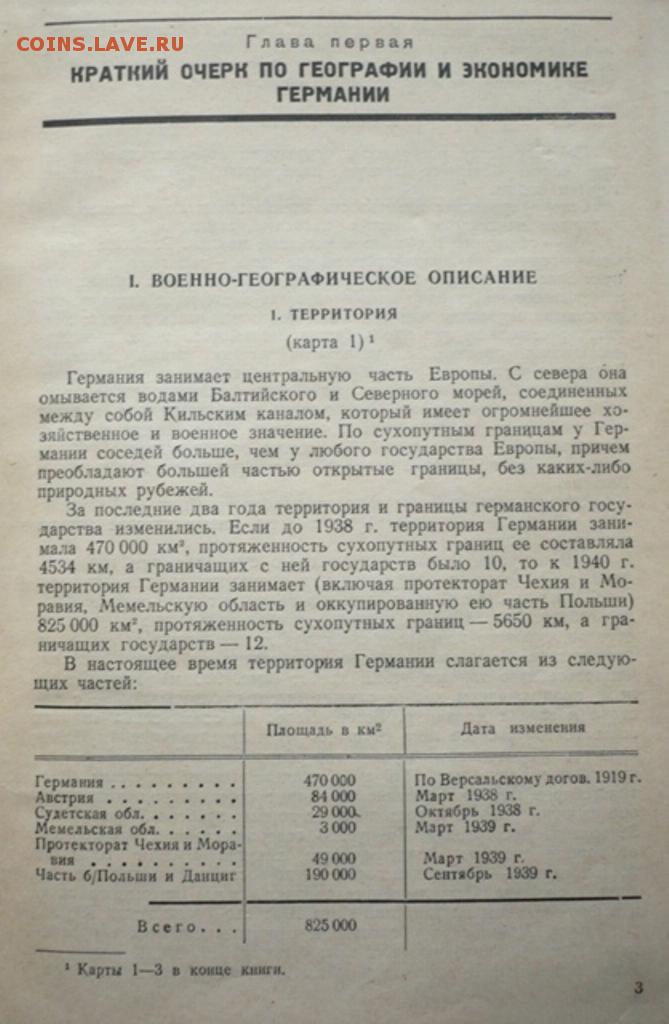 COINS.LAVE.RU
Глава первая
КРАТКИЙ ОЧЕРК ПО ГЕОГРАФИИ И ЭКОНОМИКЕ
ГЕРМАНИИ
I. ВОЕННО-ГЕОГРАФИЧЕСКОЕ ОПИСАНИЕ
1. ТЕРРИТОРИЯ
(карта 1) ¹
Германия занимает центральную часть Европы. С севера она
омывается водами Балтийского и Северного морей, соединенных
между собой Кильским каналом, который имеет огромнейшее хо-
зяйственное и военное значение. По сухопутным границам у Гер-
мании соседей больше, чем у любого государства Европы, причем
преобладают большей частью открытые границы, без каких-либо
природных рубежей.
За последние два года территория и границы германского госу-
дарства изменились. Если до 1938 г. территория Германии зани-
мала 470 000 км², протяженность сухопутных границ ее составляла
4534 км, а граничащих с ней государств было 10, то к 1940 г.
территория Германии занимает (включая протекторат Чехия и Мо-
равия, Мемельскую область и оккупированную ею часть Польши)
825 000 км², протяженность сухопутных границ — 5650 км, а гра-
ничащих государств — 12.
В настоящее время территория Германии слагается из следую-
щих частей:
Площадь в км² Дата изменения
Германия . . . . . . . . . 470 000 По Версальскому догов. 1919 г.
Австрия . . . . . . . . . 84 000 Март 1938 г.
Судетская обл. . . . . . . 29 000 Октябрь 1938 г.
Мемельская обл. . . . . . 3 000 Март 1939 г.
Протекторат Чехия и Мора-
вия . . . . . . . . . . 49 000 Март 1939 г.
Часть б/Польши и Данциг 190 000 Сентябрь 1939 г.
Всего . . . 825 000
¹ Карты 1—3 в конце книги.
3